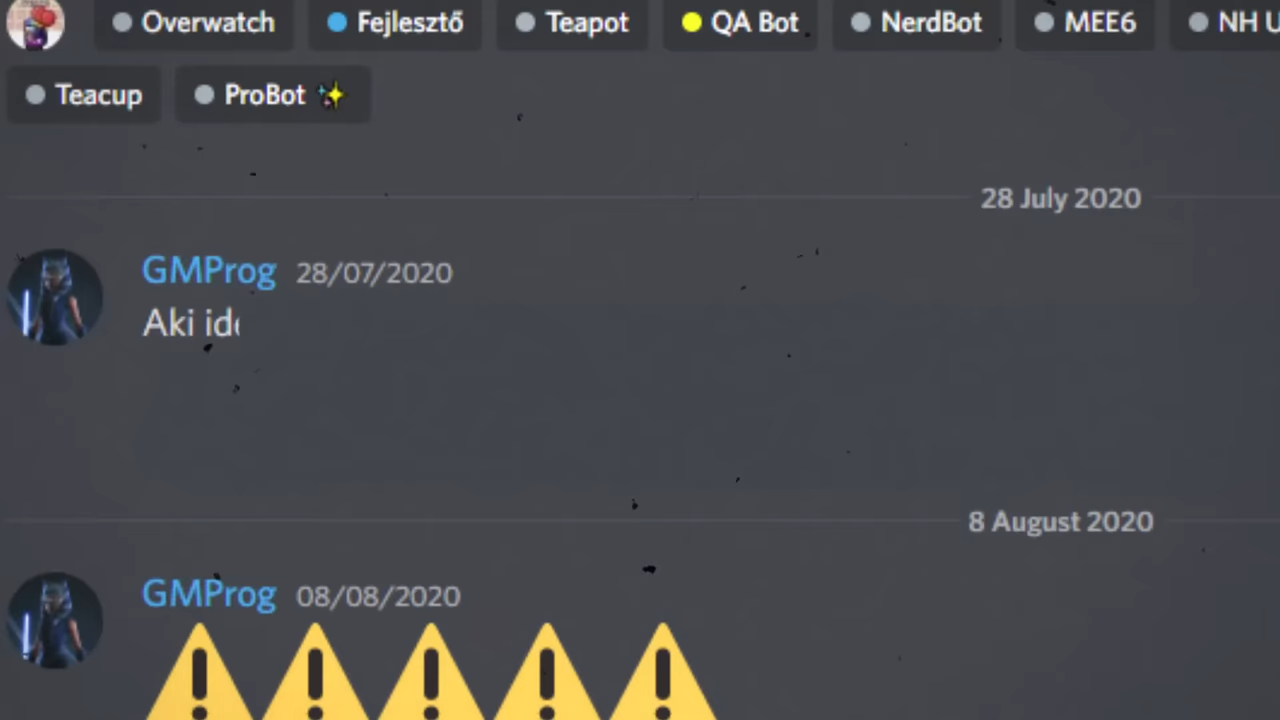 Overwatch Fejlesztő Teapot QA Bot NerdBot MEE6 NH
Teacup ProBot ✨
28 July 2020
GMProg 28/07/2020
Aki
8 August 2020
GMProg 08/08/2020
⚠️⚠️⚠️⚠️⚠️